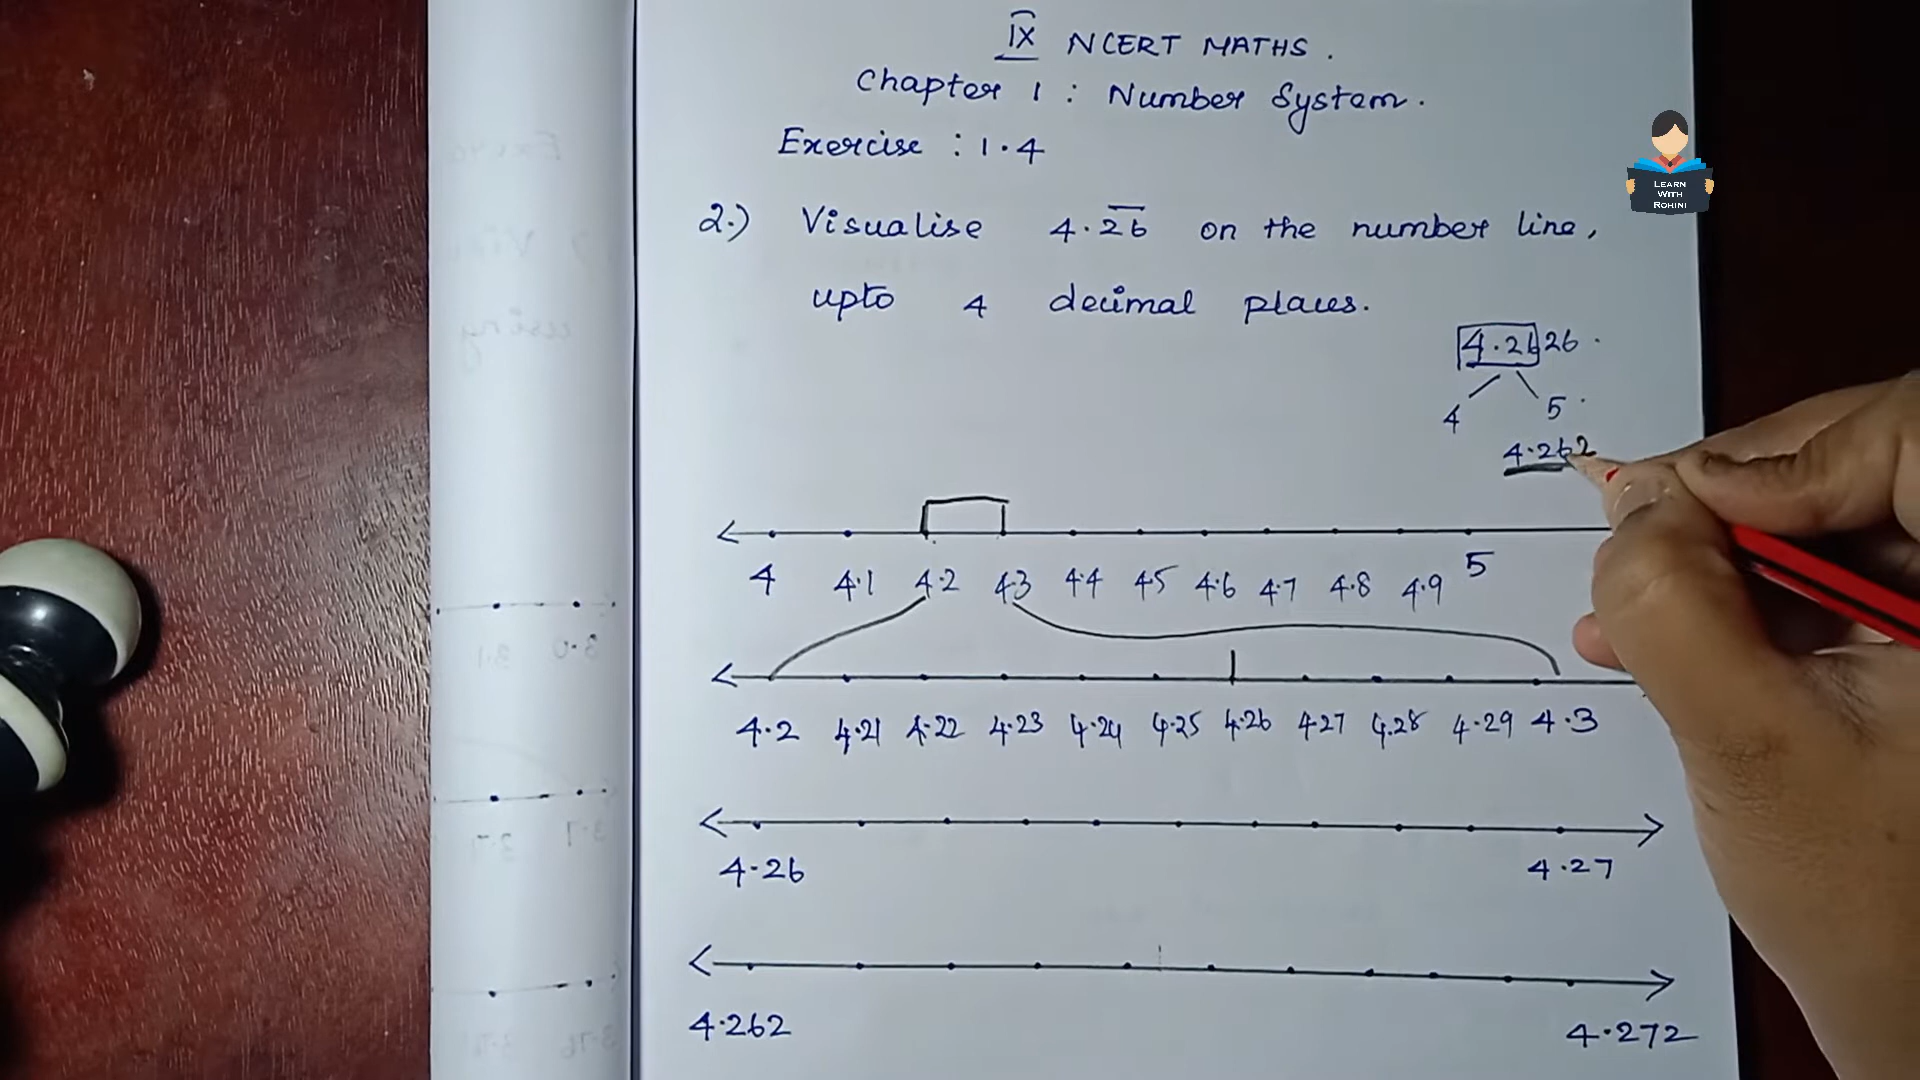 IX NCERT MATHS.
Chapter 1 : Number System.
Exercise : 1.4
LEARN
WITH
ROHINI
2.) Visualise 4.2̅6̅ on the number line,
upto 4 decimal places.
4.2626.
4 5.
4.262
4 4.1 4.2 4.3 4.4 4.5 4.6 4.7 4.8 4.9 5
4.2 4.21 4.22 4.23 4.24 4.25 4.26 4.27 4.28 4.29 4.3
4.26 4.27
4.262 4.272